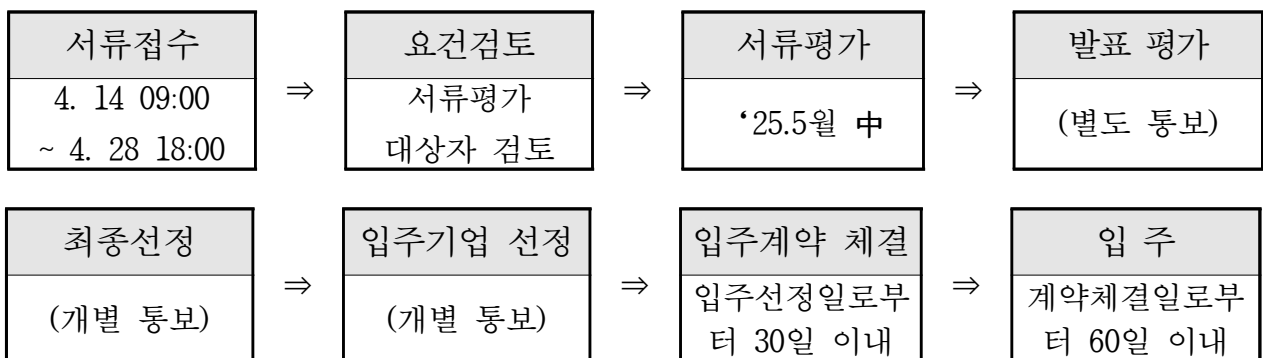 서류접수 요건검토 서류평가 발표 평가
4. 14 09:00
~ 4. 28 18:00
⇒
서류평가
대상자 검토
⇒
‘25.5월 中
⇒
(별도 통보)
최종선정 입주기업 선정 입주계약 체결 입 주
(개별 통보)
⇒
(개별 통보)
⇒
입주선정일로부
터 30일 이내
⇒
계약체결일로부
터 60일 이내